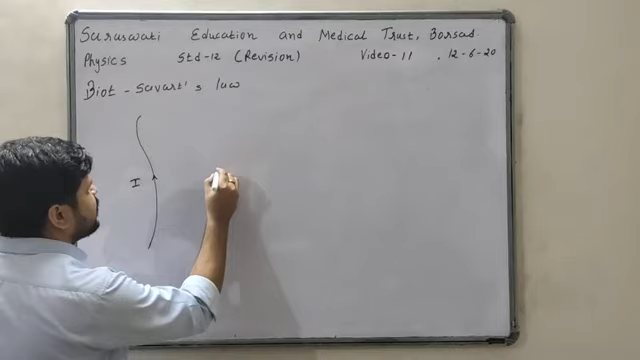 Saraswati Education and Medical Trust, Borsad
Physics Std-12 (Revision) Video-11 . 12-6-20
Biot - Savart's law
I